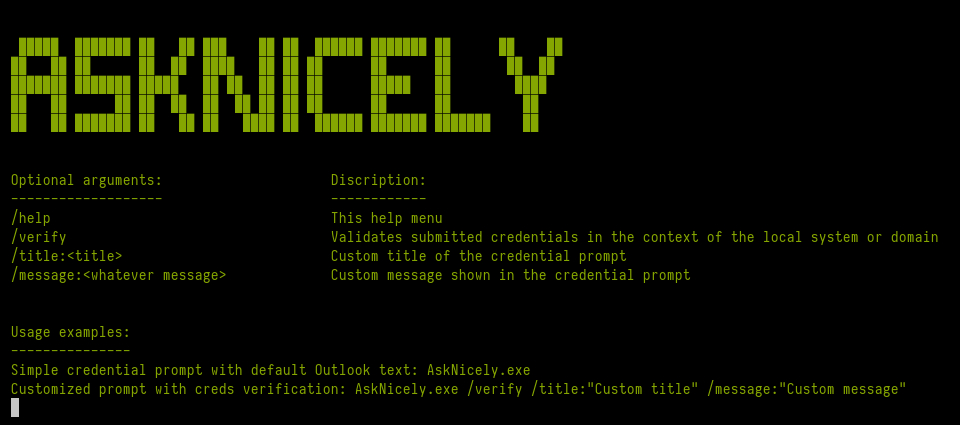 ASKNICELY
Optional arguments: Discription:
------------------- ------------
/help This help menu
/verify Validates submitted credentials in the context of the local system or domain
/title:<title> Custom title of the credential prompt
/message:<whatever message> Custom message shown in the credential prompt
Usage examples:
---------------
Simple credential prompt with default Outlook text: AskNicely.exe
Customized prompt with creds verification: AskNicely.exe /verify /title:"Custom title" /message:"Custom message"